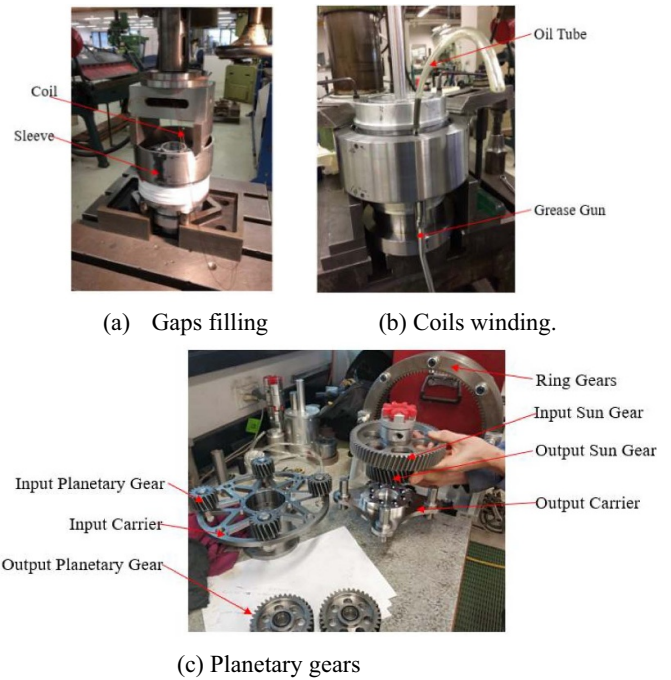 Coil
Sleeve
Oil Tube
Grease Gun
(a) Gaps filling
(b) Coils winding.
Ring Gears
Input Sun Gear
Output Sun Gear
Output Carrier
Input Planetary Gear
Input Carrier
Output Planetary Gear
(c) Planetary gears